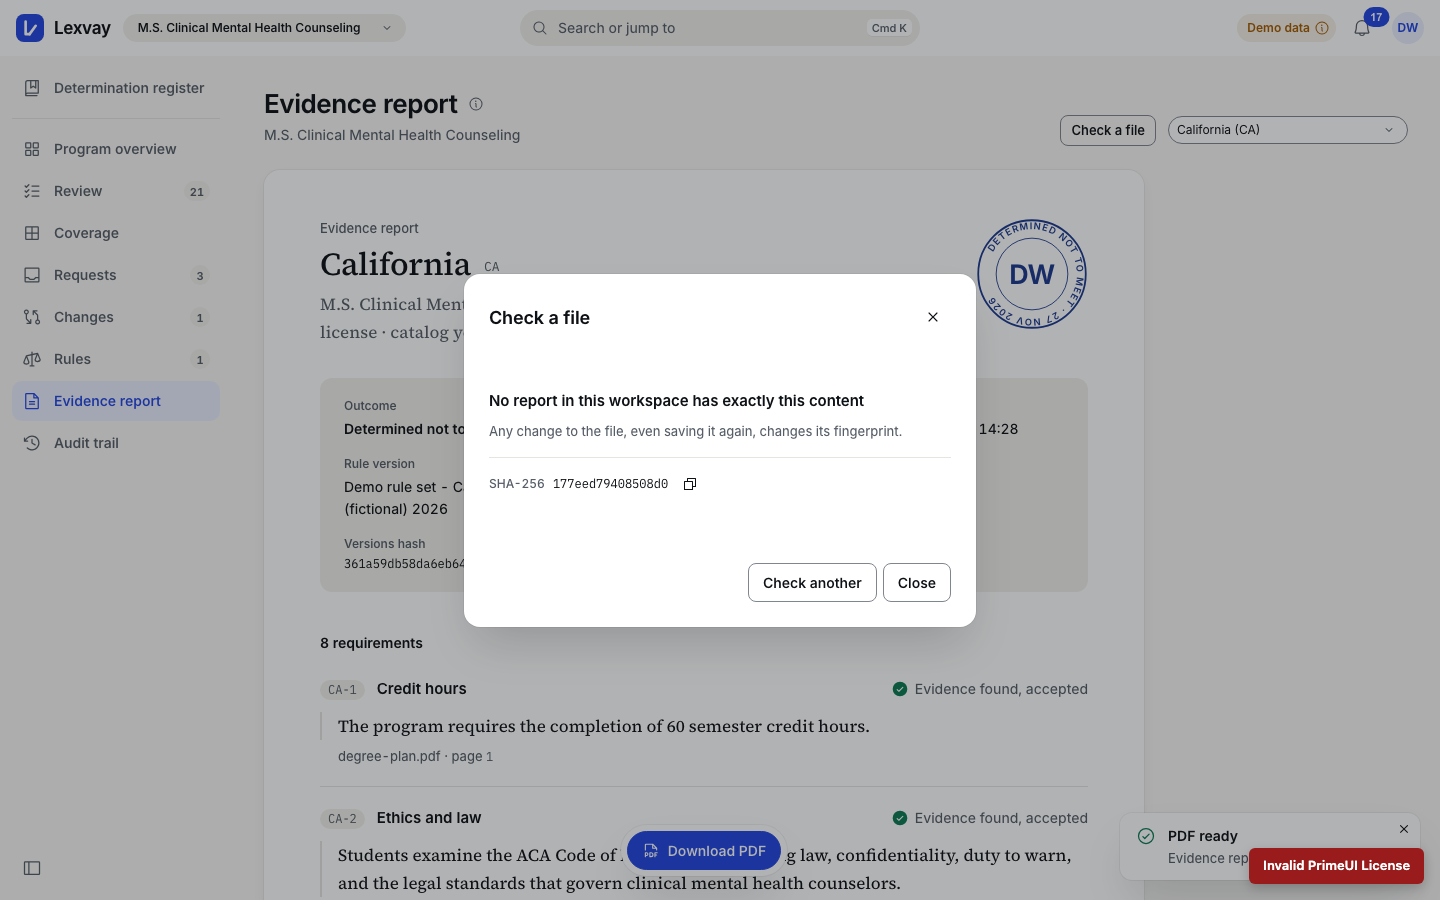 Lexvay
M.S. Clinical Mental Health Counseling
Search or jump to
Cmd K
Demo data
17
DW
Determination register
Program overview
Review
21
Coverage
Requests
3
Changes
1
Rules
1
Evidence report
Audit trail
Evidence report
M.S. Clinical Mental Health Counseling
Check a file
California (CA)
Evidence report
California CA
M.S. Clinical Ment
license · catalog y
DETERMINED NOT TO MEET · 27 NOV 2026
DW
Outcome
Determined not to
14:28
Rule version
Demo rule set - C
(fictional) 2026
Versions hash
361a59db58da6eb64
Check a file
No report in this workspace has exactly this content
Any change to the file, even saving it again, changes its fingerprint.
SHA-256 177eed79408508d0
Check another
Close
8 requirements
CA-1 Credit hours
Evidence found, accepted
The program requires the completion of 60 semester credit hours.
degree-plan.pdf · page 1
CA-2 Ethics and law
Evidence found, accepted
Students examine the ACA Code of
g law, confidentiality, duty to warn,
and the legal standards that govern clinical mental health counselors.
PDF Download PDF
PDF ready
Evidence rep
Invalid PrimeUI License